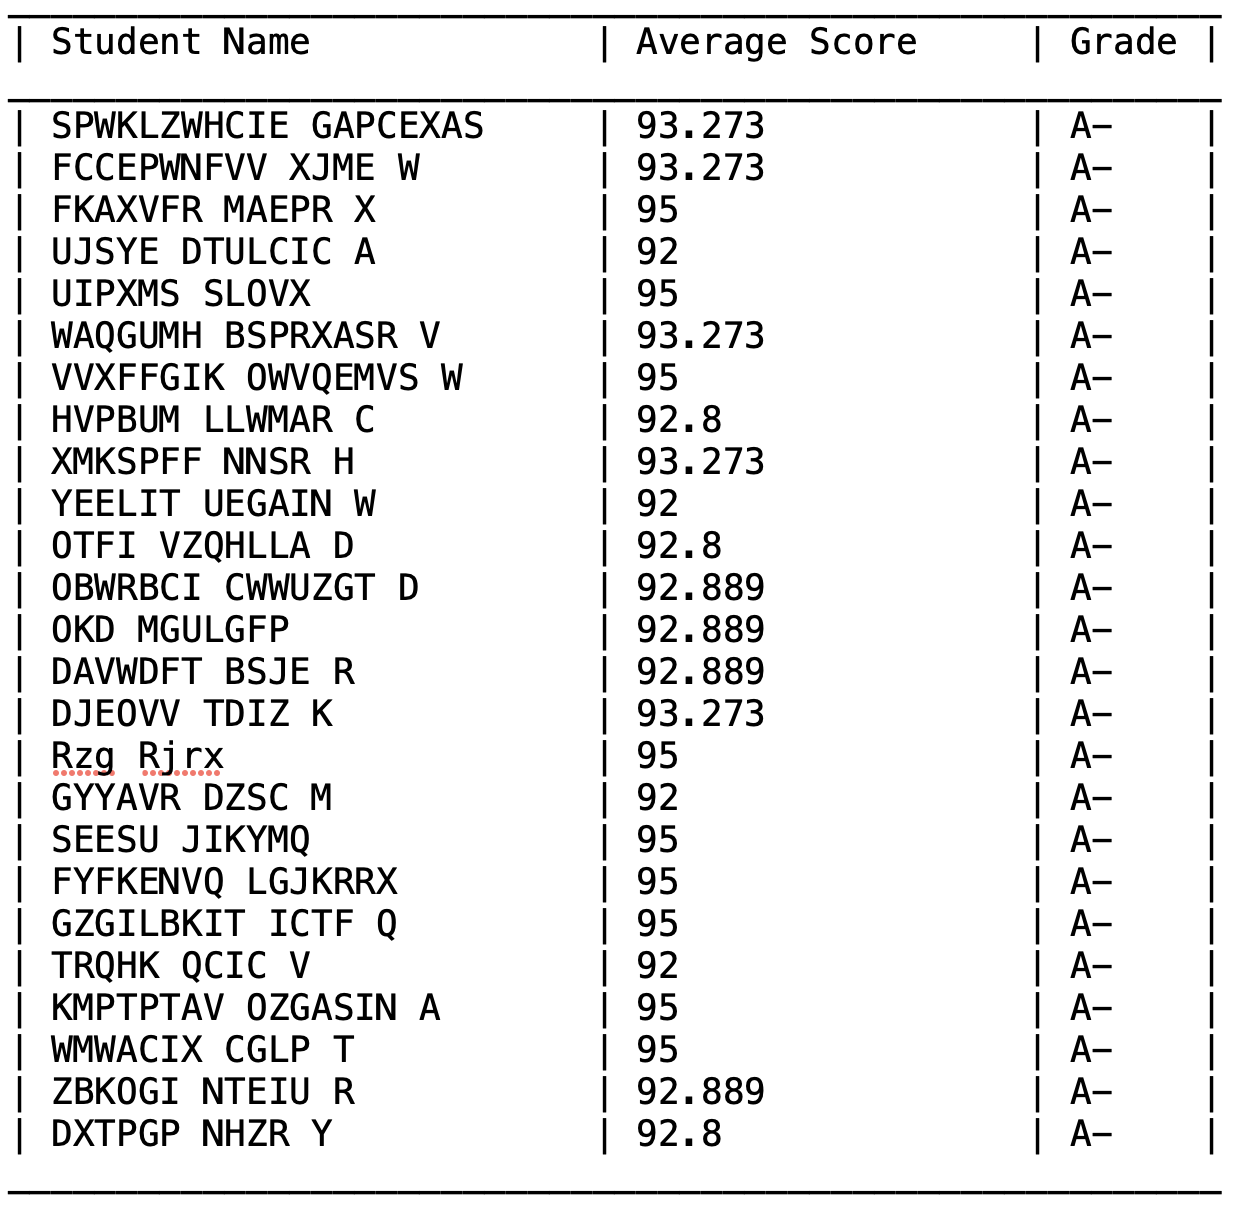 | Student Name | Average Score | Grade |
| SPWKLZWHCIE GAPCEXAS | 93.273 | A- |
| FCCEPWNFVV XJME W | 93.273 | A- |
| FKAXVFR MAEPR X | 95 | A- |
| UJSYE DTULCIC A | 92 | A- |
| UIPXMS SLOVX | 95 | A- |
| WAQGUMH BSPRXASR V | 93.273 | A- |
| VVXFFGIK OWVQEMVS W | 95 | A- |
| HVPBUM LLWMAR C | 92.8 | A- |
| XMKSPFF NNSR H | 93.273 | A- |
| YEELIT UEGAIN W | 92 | A- |
| OTFI VZQHLLA D | 92.8 | A- |
| OBWRBCI CWWUZGT D | 92.889 | A- |
| OKD MGULGFP | 92.889 | A- |
| DAVWDFT BSJE R | 92.889 | A- |
| DJEOVV TDIZ K | 93.273 | A- |
| Rzg Rjrx | 95 | A- |
| GYYAVR DZSC M | 92 | A- |
| SEESU JIKYMQ | 95 | A- |
| FYFKENVQ LGJKRRX | 95 | A- |
| GZGILBKIT ICTF Q | 95 | A- |
| TRQHK QCIC V | 92 | A- |
| KMPTPTAV OZGASIN A | 95 | A- |
| WMWACIX CGLP T | 95 | A- |
| ZBKOGI NTEIU R | 92.889 | A- |
| DXTPGP NHZR Y | 92.8 | A- |